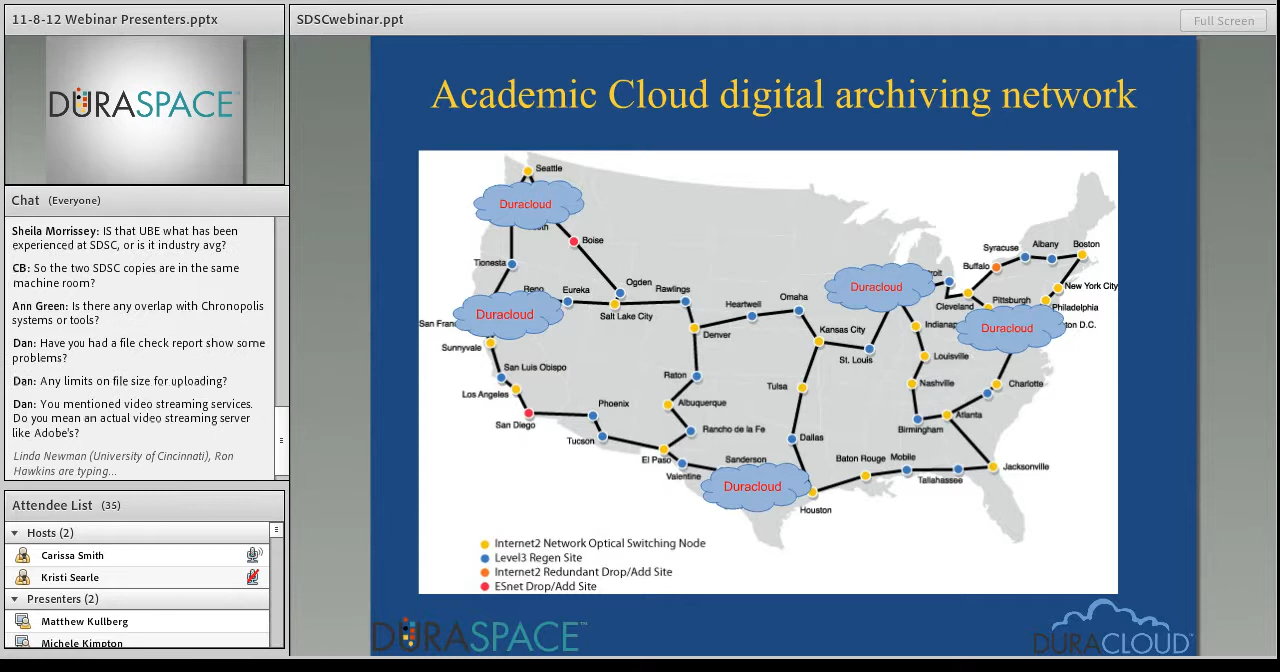 11-8-12 Webinar Presenters.pptx
DURASPACE™
Chat (Everyone)
Sheila Morrissey: IS that UBE what has been
experienced at SDSC, or is it industry avg?
CB: So the two SDSC copies are in the same
machine room?
Ann Green: Is there any overlap with Chronopolis
systems or tools?
Dan: Have you had a file check report show some
problems?
Dan: Any limits on file size for uploading?
Dan: You mentioned video streaming services.
Do you mean an actual video streaming server
like Adobe's?
Linda Newman (University of Cincinnati), Ron
Hawkins are typing...
Attendee List (35)
Hosts (2)
Carissa Smith
Kristi Searle
Presenters (2)
Matthew Kullberg
Michele Kimpton
SDSCwebinar.ppt
Full Screen
Academic Cloud digital archiving network
Seattle
Duracloud
Boise
Tionesta
Ogden
Reno
Eureka
Rawlings
Salt Lake City
Duracloud
San Fran
Sunnyvale
Denver
Heartwell
Omaha
Kansas City
St. Louis
Duracloud
roit
Cleveland
Buffalo
Syracuse
Albany
Boston
New York City
Philadelphia
Pittsburgh
ton D.C.
Duracloud
Indianap
Louisville
Nashville
Charlotte
Atlanta
Birmingham
San Luis Obispo
Los Angeles
San Diego
Phoenix
Tucson
Raton
Albuquerque
Rancho de la Fe
El Paso
Valentine
Sanderson
Tulsa
Dallas
Duracloud
Houston
Baton Rouge
Mobile
Tallahassee
Jacksonville
Internet2 Network Optical Switching Node
Level3 Regen Site
Internet2 Redundant Drop/Add Site
ESnet Drop/Add Site
DURASPACE™
DURACLOUD™